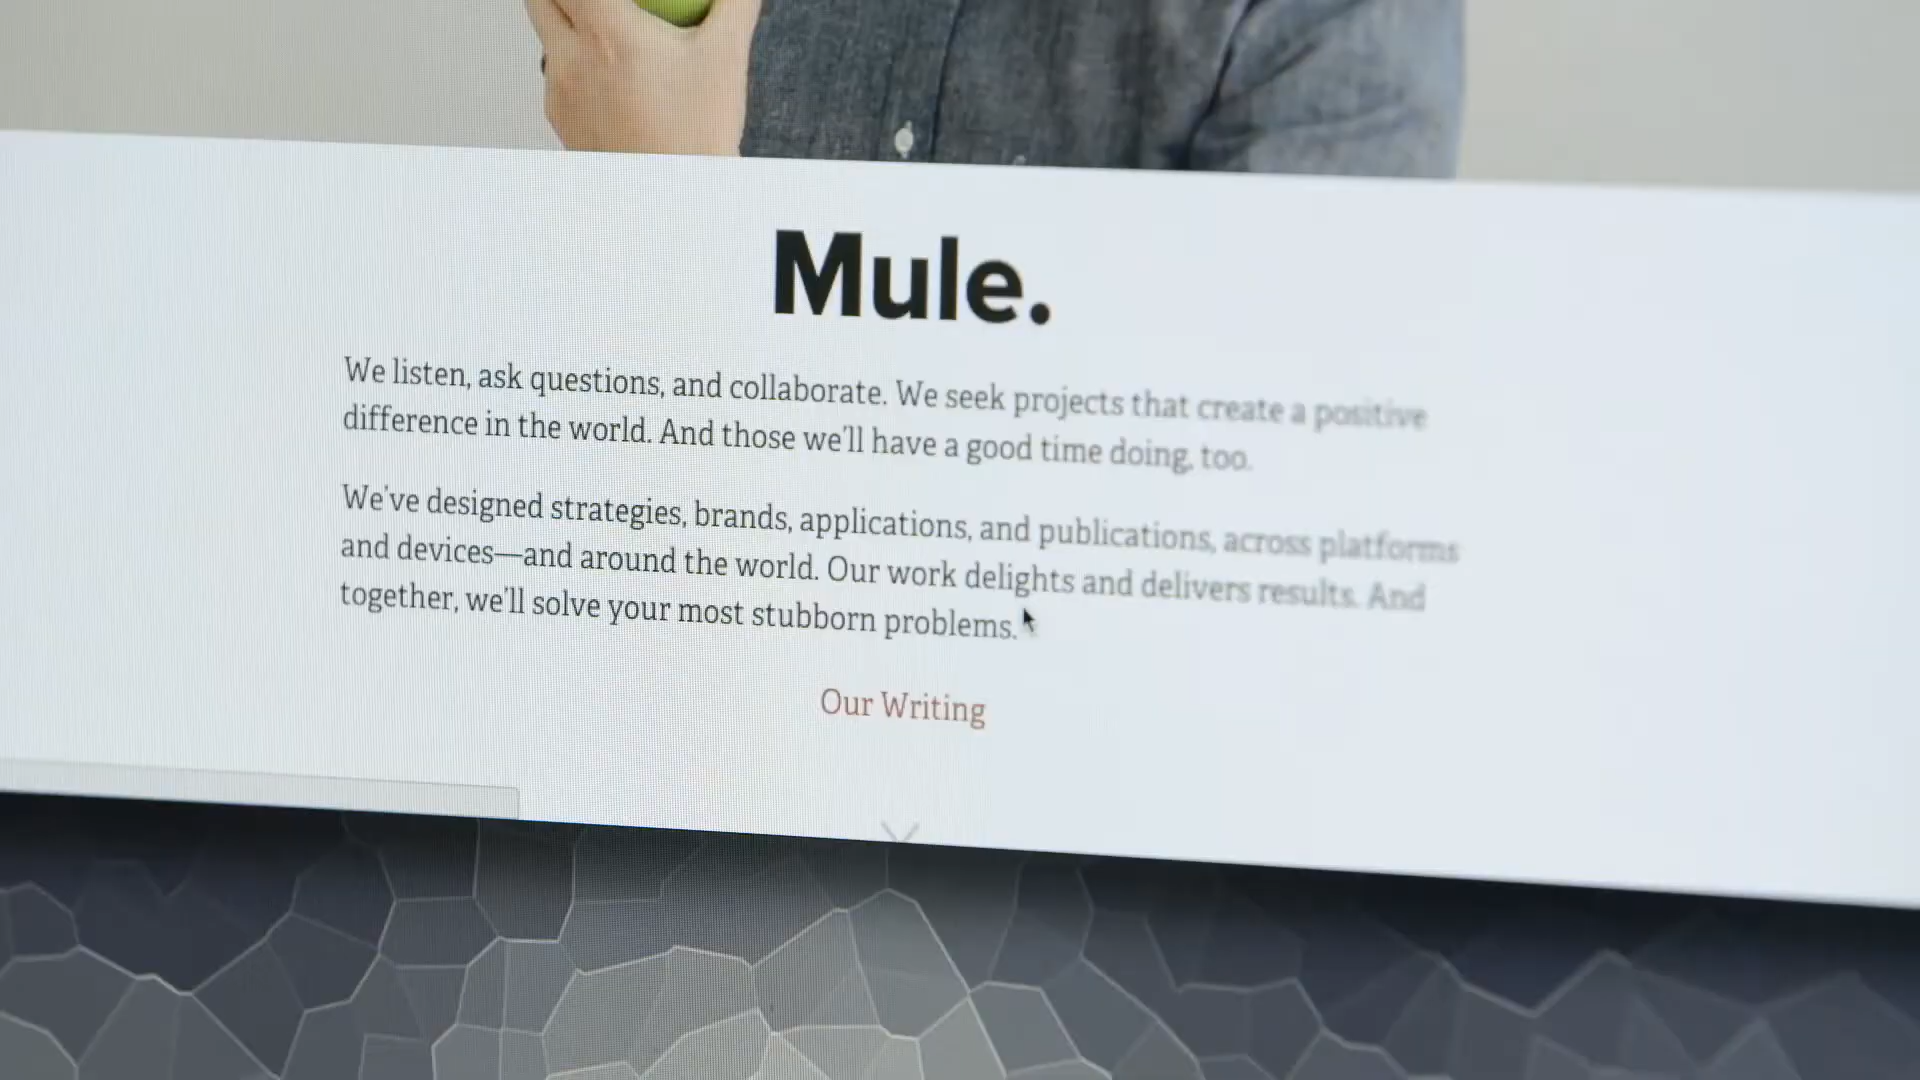 Mule.
We listen, ask questions, and collaborate. We seek projects that create a positive
difference in the world. And those we'll have a good time doing, too.
We've designed strategies, brands, applications, and publications, across platforms
and devices—and around the world. Our work delights and delivers results. And
together, we'll solve your most stubborn problems.
Our Writing